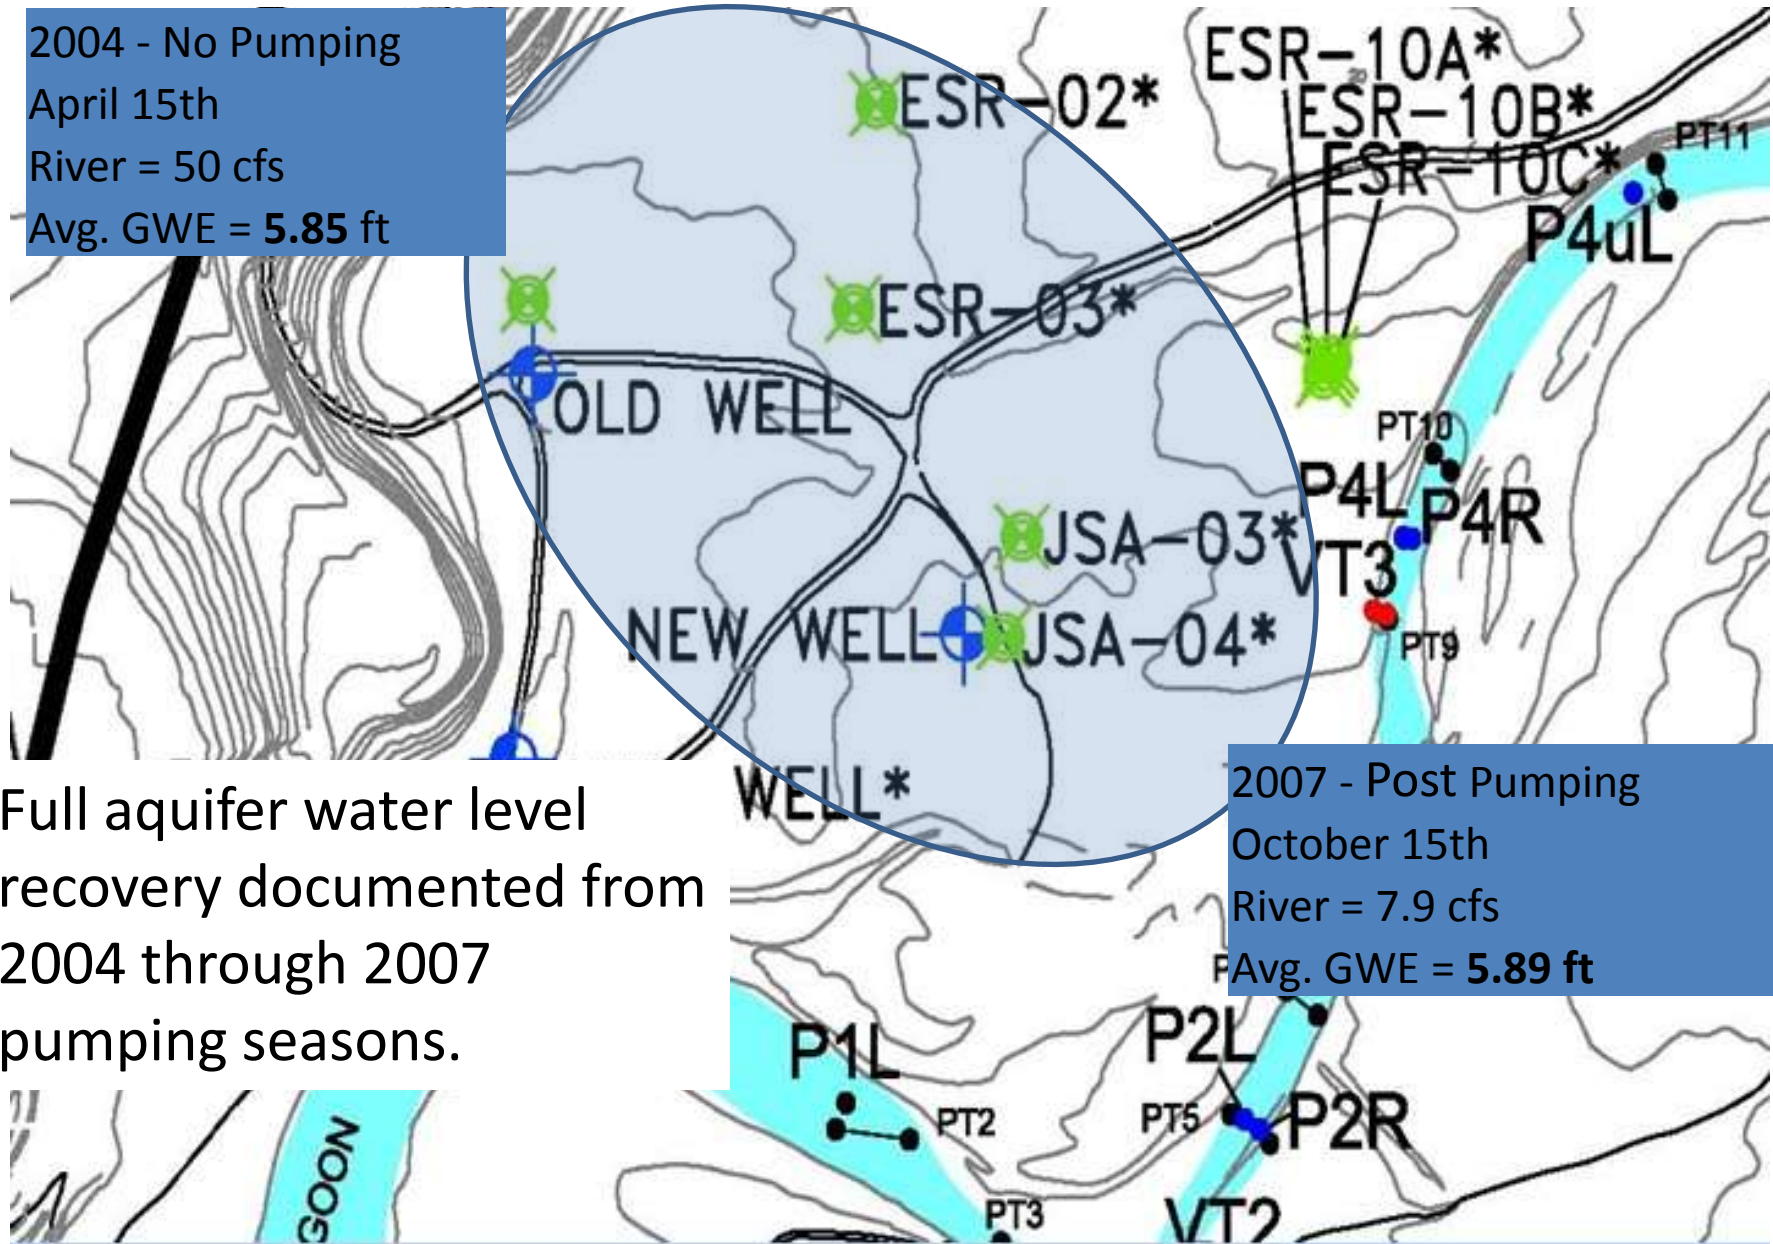 2004 - No Pumping
April 15th
River = 50 cfs
Avg. GWE = 5.85 ft
ESR-02*
ESR-10A*
ESR-10B*
ESR-10C*
PT11
P4uL
ESR-03*
OLD WELL
PT10
P4L
P4R
JSA-03*
VT3
NEW WELL
JSA-04*
PT9
WELL*
2007 - Post Pumping
October 15th
River = 7.9 cfs
Avg. GWE = 5.89 ft
Full aquifer water level
recovery documented from
2004 through 2007
pumping seasons.
P1L
PT2
P2L
PT5
P2R
GOON
PT3
VT2